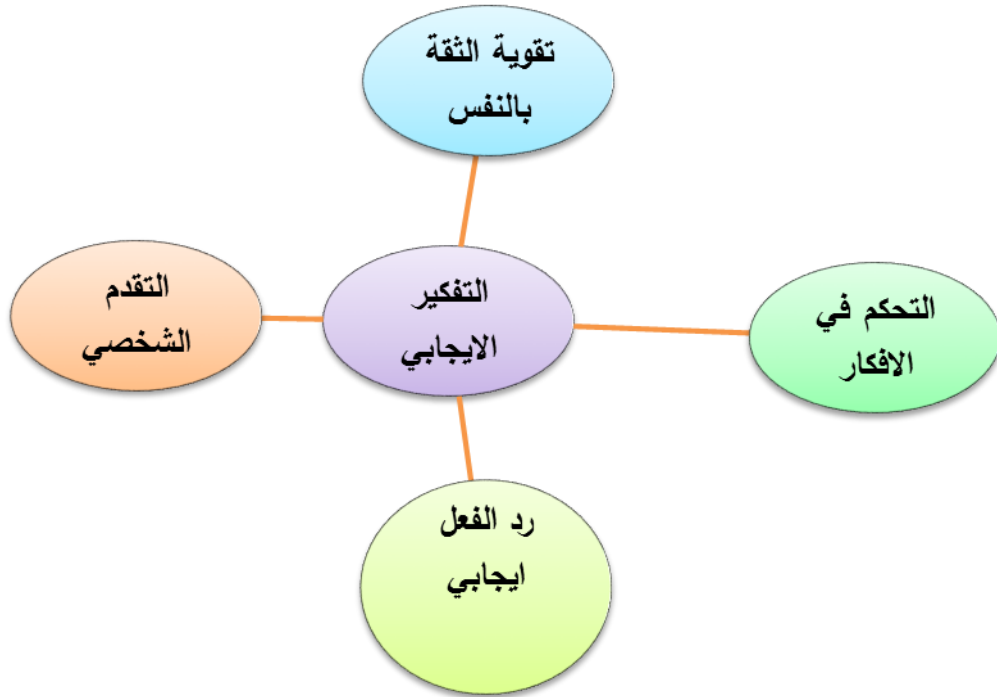 تقوية الثقة
بالنفس
التفكير
الايجابي
التحكم في
الافكار
التقدم
الشخصي
رد الفعل
ايجابي